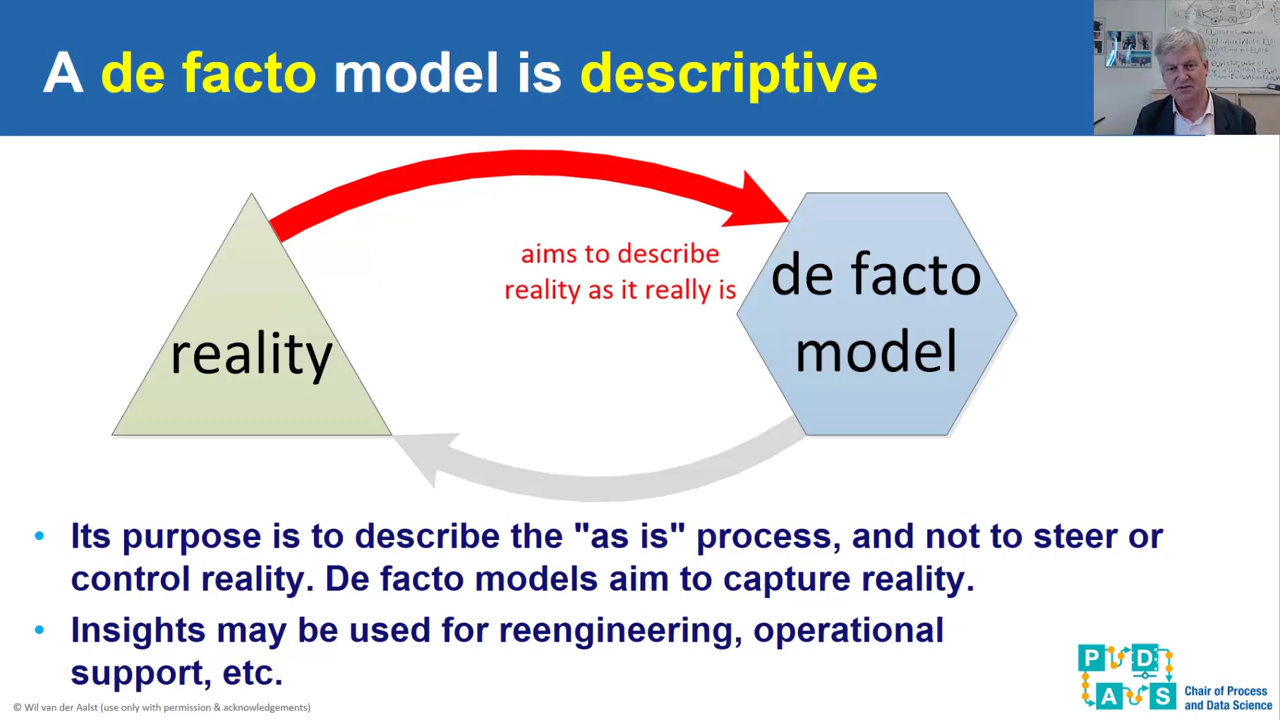 A de facto model is descriptive
aims to describe
reality as it really is
reality
de facto
model
• Its purpose is to describe the "as is" process, and not to steer or
control reality. De facto models aim to capture reality.
• Insights may be used for reengineering, operational
support, etc.
P D
A S
Chair of Process
and Data Science
© Wil van der Aalst (use only with permission & acknowledgements)